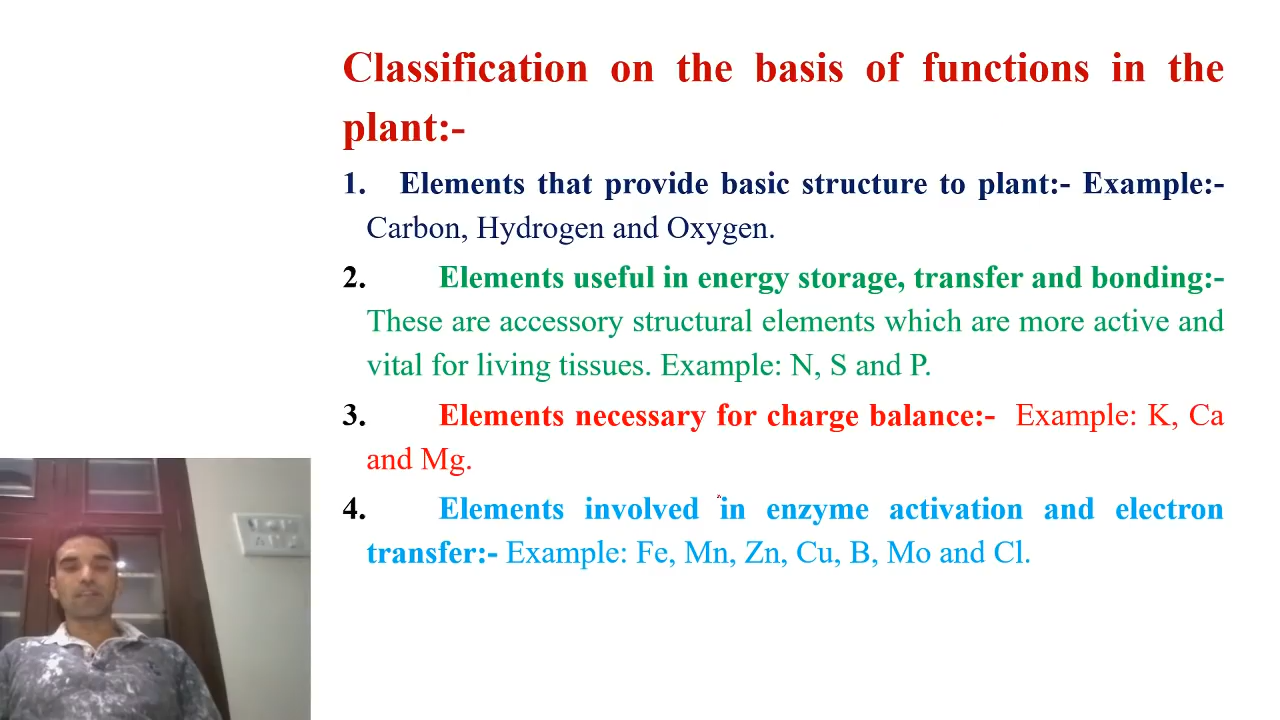 Classification on the basis of functions in the
plant:-
1. Elements that provide basic structure to plant:- Example:-
Carbon, Hydrogen and Oxygen.
2. Elements useful in energy storage, transfer and bonding:-
These are accessory structural elements which are more active and
vital for living tissues. Example: N, S and P.
3. Elements necessary for charge balance:- Example: K, Ca
and Mg.
4. Elements involved in enzyme activation and electron
transfer:- Example: Fe, Mn, Zn, Cu, B, Mo and Cl.